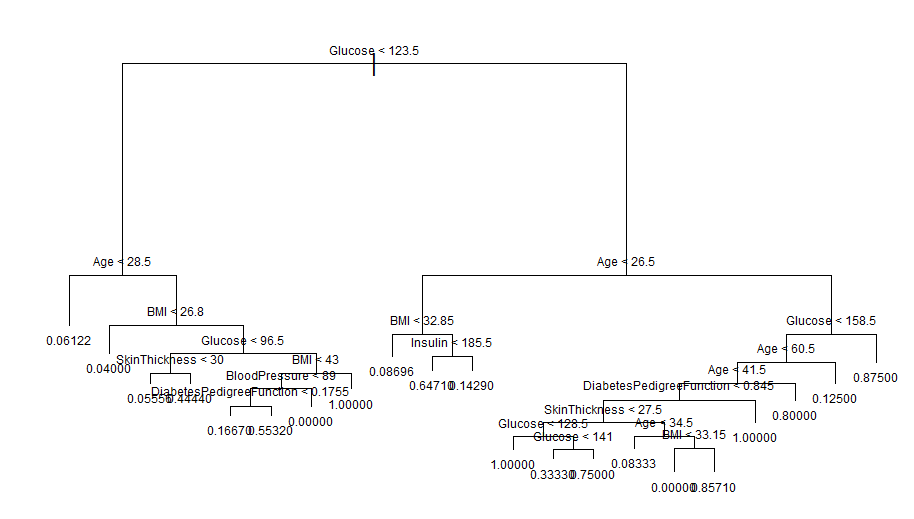 Glucose < 123.5
Age < 28.5
Age < 26.5
BMI < 26.8
BMI < 32.85
Glucose < 158.5
0.06122
Glucose < 96.5
Insulin < 185.5
Age < 60.5
SkinThickness < 30
BMI < 43
0.04000
0.08696
Age < 41.5
0.87500
BloodPressure < 89
0.64710
0.14290
DiabetesPedigreeFunction < 0.845
DiabetesPedigreeFunction < 0.1755
0.05556
0.44440
0.12500
1.00000
SkinThickness < 27.5
0.80000
0.00000
Glucose < 128.5
Age < 34.5
0.16670
0.55320
Glucose < 141
BMI < 33.15
1.00000
1.00000
0.08333
0.33330
0.75000
0.00000
0.85710